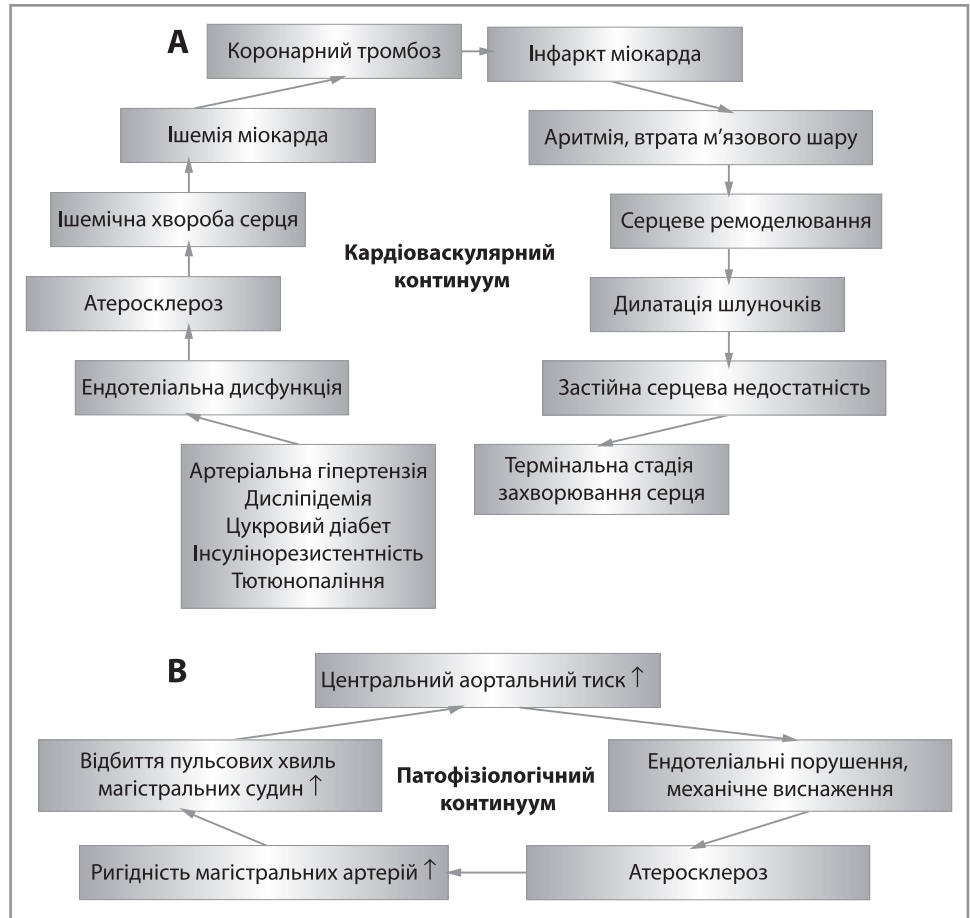 A
Коронарний тромбоз
Інфаркт міокарда
Ішемія міокарда
Аритмія, втрата м’язового шару
Ішемічна хвороба серця
Серцеве ремоделювання
Кардіоваскулярний
континуум
Атеросклероз
Дилатація шлуночків
Ендотеліальна дисфункція
Застійна серцева недостатність
Артеріальна гіпертензія
Дисліпідемія
Цукровий діабет
Інсулінорезистентність
Тютюнопаління
Термінальна стадія
захворювання серця
B
Центральний аортальний тиск ↑
Відбиття пульсових хвиль
магістральних судин ↑
Патофізіологічний
континуум
Ендотеліальні порушення,
механічне виснаження
Ригідність магістральних артерій ↑
Атеросклероз